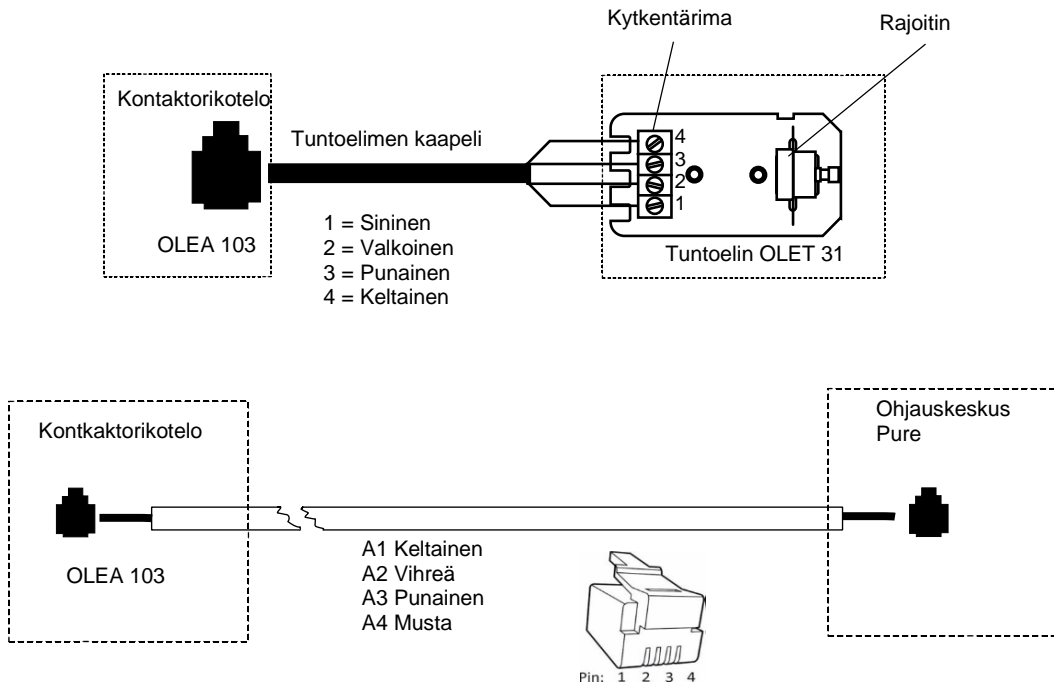 Kytkentärima
Rajoitin
Kontaktorikotelo
Tuntoelimen kaapeli
4
3
2
1
OLEA 103
1 = Sininen
2 = Valkoinen
3 = Punainen
4 = Keltainen
Tuntoelin OLET 31
Kontkaktorikotelo
Ohjauskeskus
Pure
OLEA 103
A1 Keltainen
A2 Vihreä
A3 Punainen
A4 Musta
Pin: 1 2 3 4